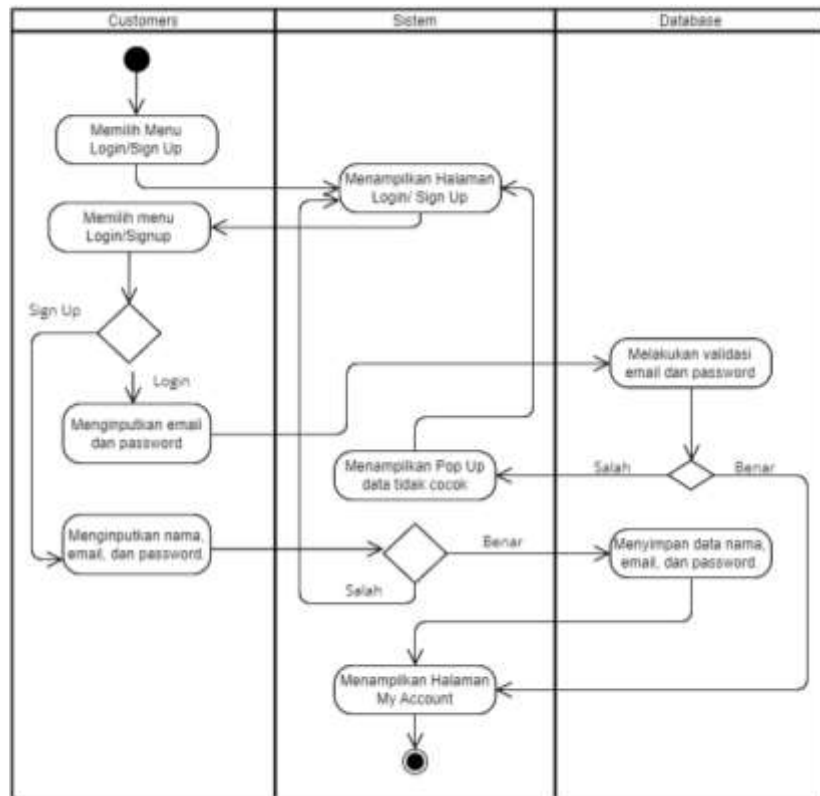 Customers
Sistem
Database
Memilih Menu
Login/Sign Up
Menampilkan Halaman
Login/ Sign Up
Memilih menu
Login/Signup
Sign Up
Login
Melakukan validasi
email dan password
Menginputkan email
dan password
Menampilkan Pop Up
data tidak cocok
Salah
Benar
Menginputkan nama,
email, dan password.
Benar
Salah
Menyimpan data nama,
email, dan password.
Menampilkan Halaman
My Account